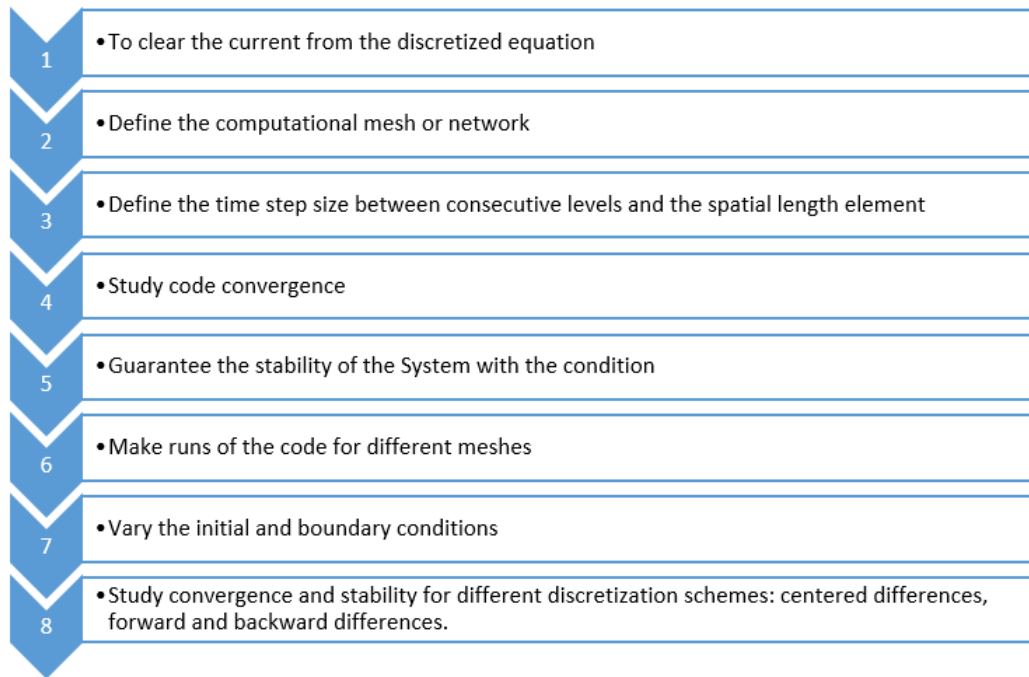 1
•To clear the current from the discretized equation
2
•Define the computational mesh or network
3
•Define the time step size between consecutive levels and the spatial length element
4
•Study code convergence
5
•Guarantee the stability of the System with the condition
6
•Make runs of the code for different meshes
7
•Vary the initial and boundary conditions
8
•Study convergence and stability for different discretization schemes: centered differences,
forward and backward differences.